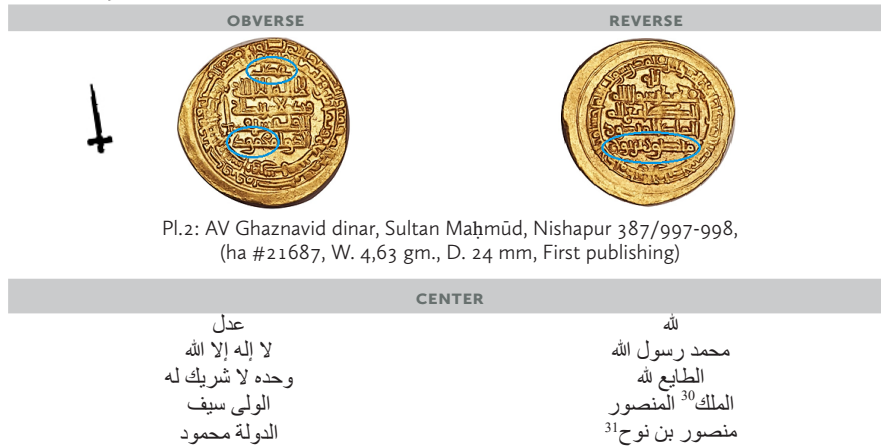 OBVERSE
REVERSE
Pl.2: AV Ghaznavid dinar, Sultan Maḥmūd, Nishapur 387/997-998,
(ha #21687, W. 4,63 gm., D. 24 mm, First publishing)
CENTER
عدل
لا إله إلا الله
وحده لا شريك له
الولى سيف
الدولة محمود
لله
محمد رسول الله
الطايع لله
الملك30 المنصور
منصور بن نوح31